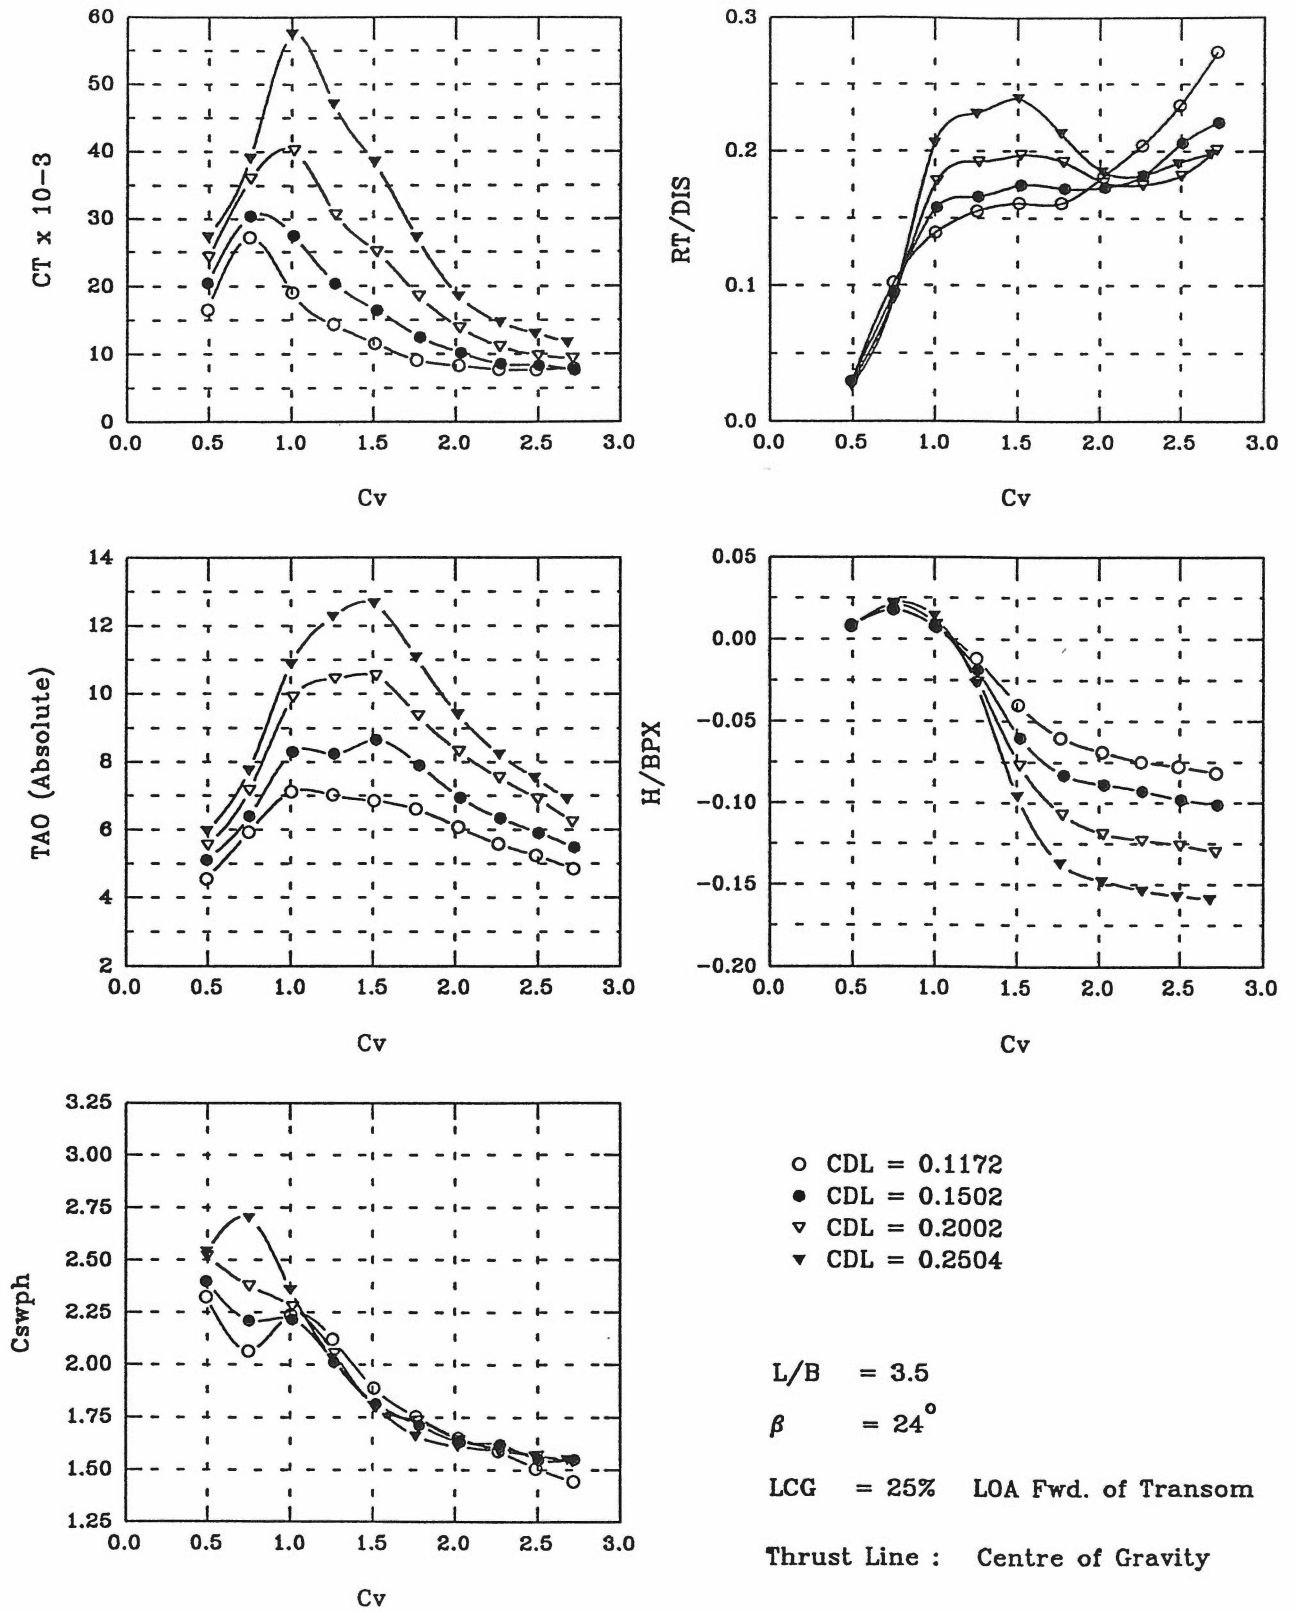 60
50
40
30
20
10
0
CT x 10-3
0.0 0.5 1.0 1.5 2.0 2.5 3.0
Cv
0.3
0.2
0.1
0.0
RT/DIS
0.0 0.5 1.0 1.5 2.0 2.5 3.0
Cv
14
12
10
8
6
4
2
TAO (Absolute)
0.0 0.5 1.0 1.5 2.0 2.5 3.0
Cv
0.05
0.00
-0.05
-0.10
-0.15
-0.20
H/BPX
0.0 0.5 1.0 1.5 2.0 2.5 3.0
Cv
3.25
3.00
2.75
2.50
2.25
2.00
1.75
1.50
1.25
Cswph
0.0 0.5 1.0 1.5 2.0 2.5 3.0
Cv
CDL = 0.1172
CDL = 0.1502
CDL = 0.2002
CDL = 0.2504
L/B = 3.5
β = 24°
LCG = 25% LOA Fwd. of Transom
Thrust Line : Centre of Gravity